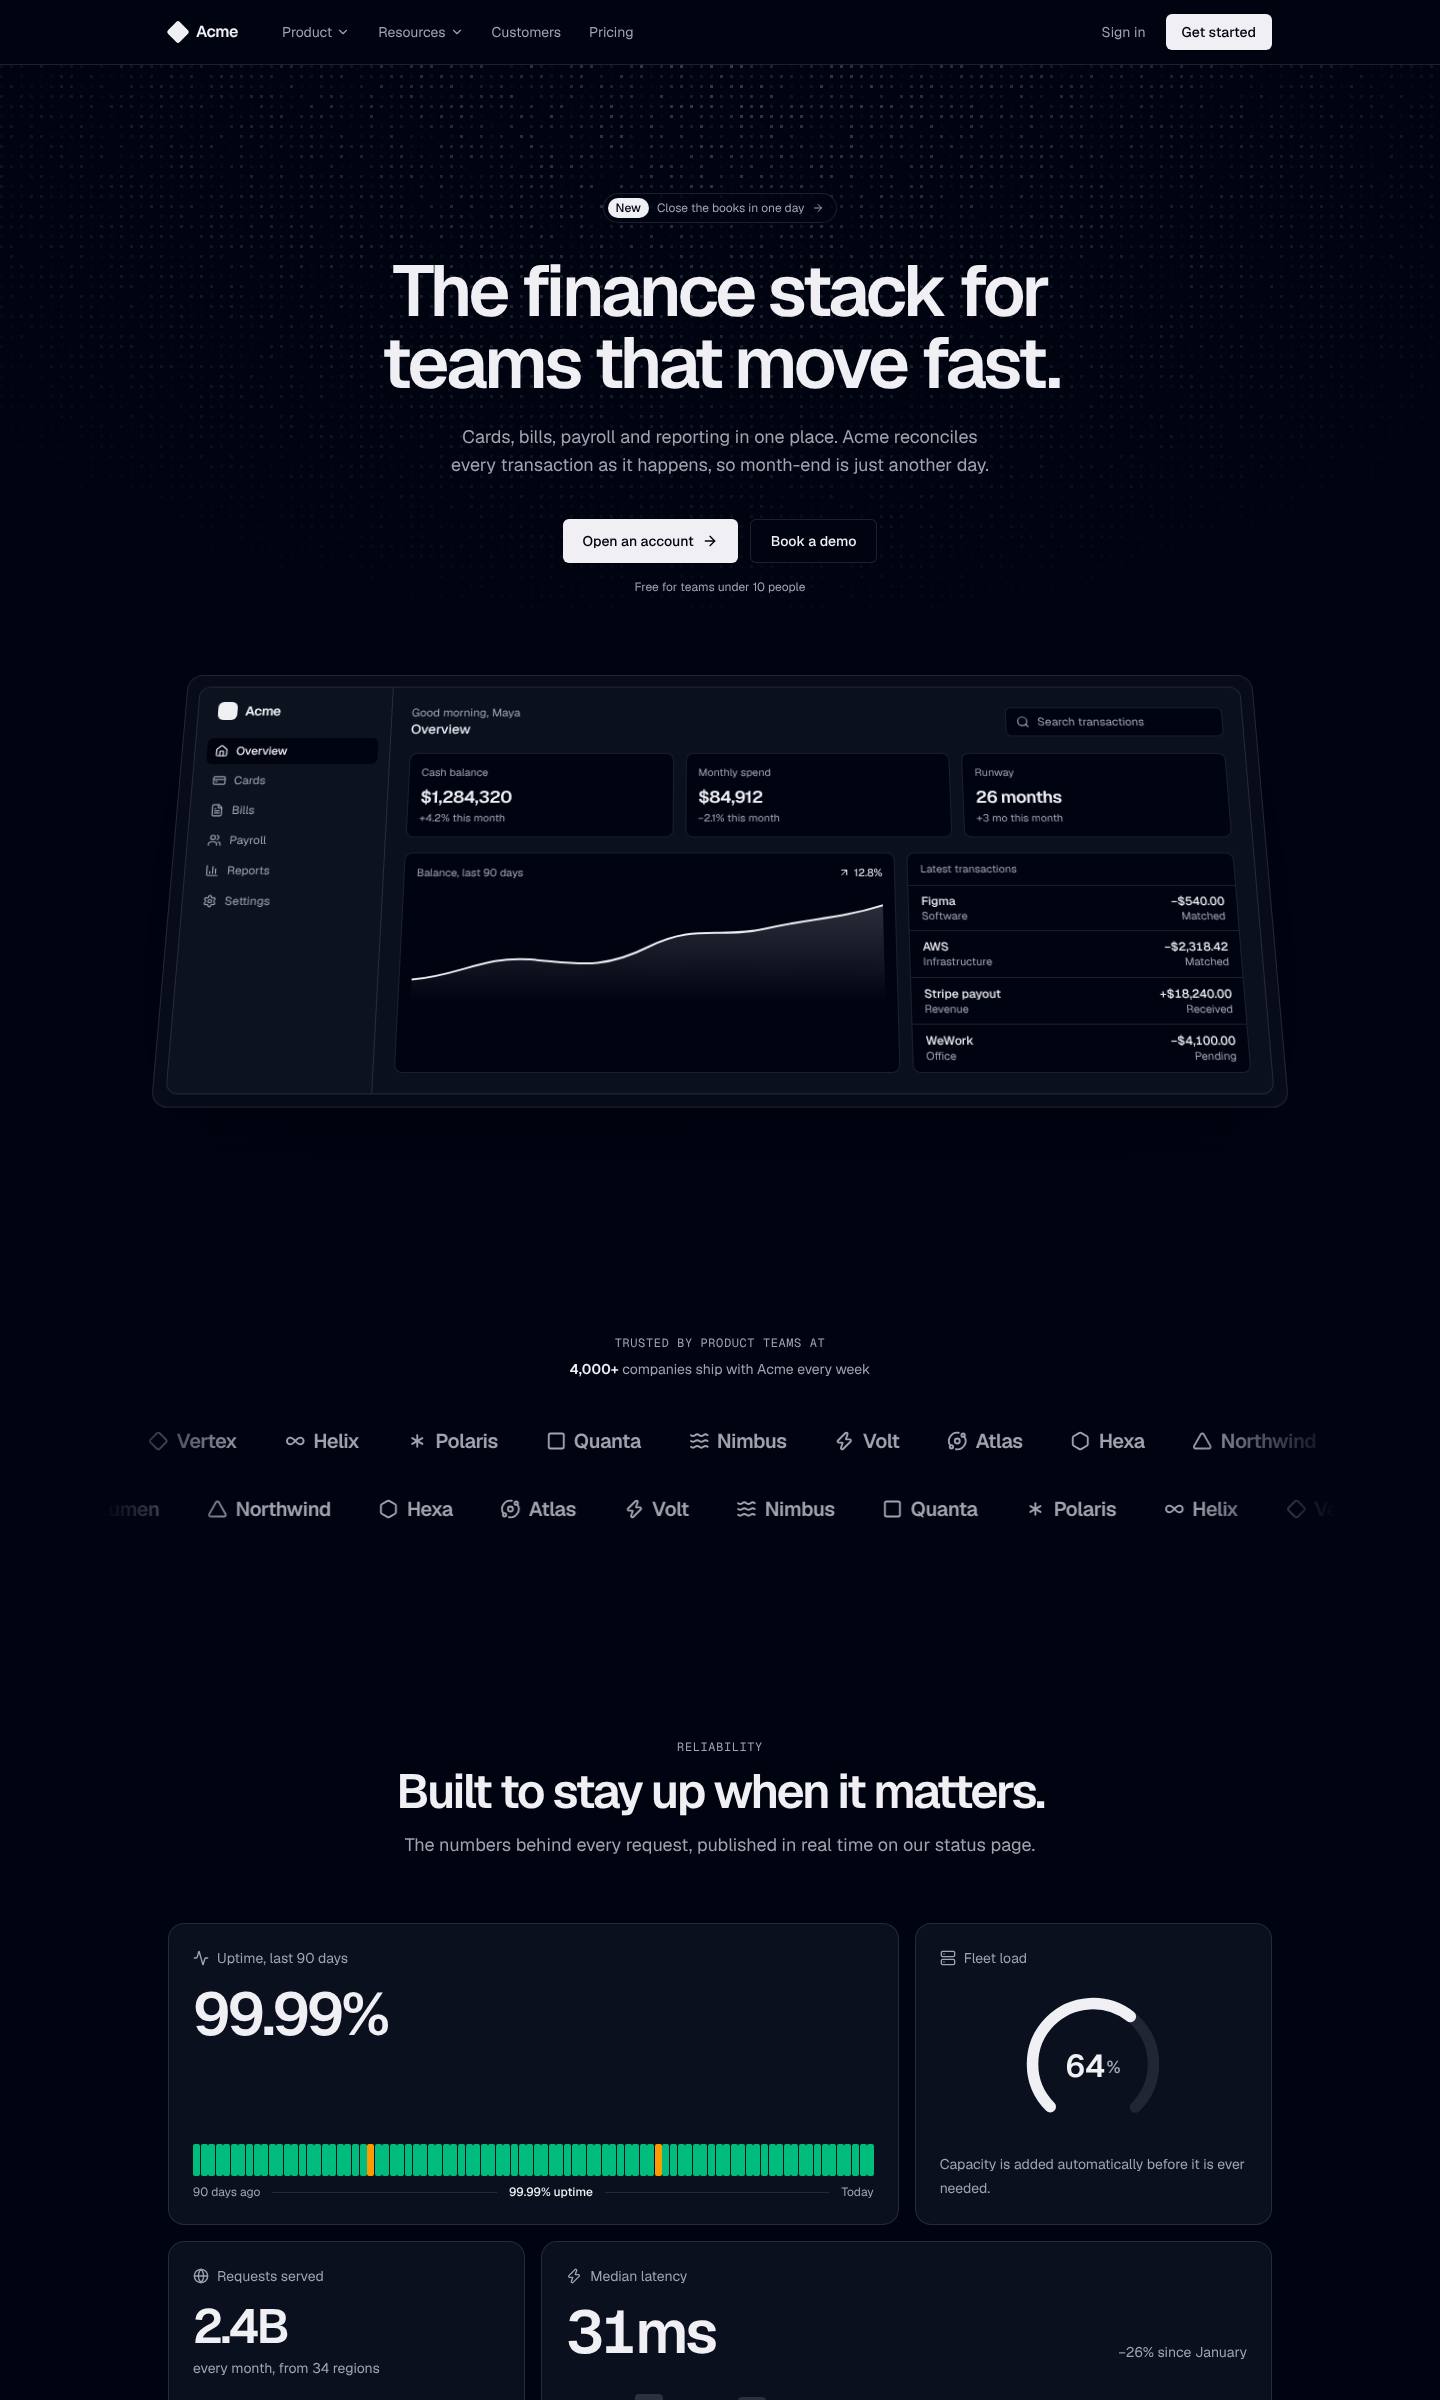 Acme
Product
Resources
Customers
Pricing
Sign in
Get started
New Close the books in one day
The finance stack for
teams that move fast.
Cards, bills, payroll and reporting in one place. Acme reconciles
every transaction as it happens, so month-end is just another day.
Open an account
Book a demo
Free for teams under 10 people
Acme
Overview
Cards
Bills
Payroll
Reports
Settings
Good morning, Maya
Overview
Search transactions
Cash balance
$1,284,320
+4.2% this month
Monthly spend
$84,912
−2.1% this month
Runway
26 months
+3 mo this month
Balance, last 90 days
12.8%
Latest transactions
Figma −$540.00
Software Matched
AWS −$2,318.42
Infrastructure Matched
Stripe payout +$18,240.00
Revenue Received
WeWork −$4,100.00
Office Pending
TRUSTED BY PRODUCT TEAMS AT
4,000+ companies ship with Acme every week
Vertex Helix Polaris Quanta Nimbus Volt Atlas Hexa Northwind
umen Northwind Hexa Atlas Volt Nimbus Quanta Polaris Helix Ve
RELIABILITY
Built to stay up when it matters.
The numbers behind every request, published in real time on our status page.
Uptime, last 90 days
99.99%
90 days ago 99.99% uptime Today
Fleet load
64%
Capacity is added automatically before it is ever
needed.
Requests served
2.4B
every month, from 34 regions
Median latency
31ms
−26% since January